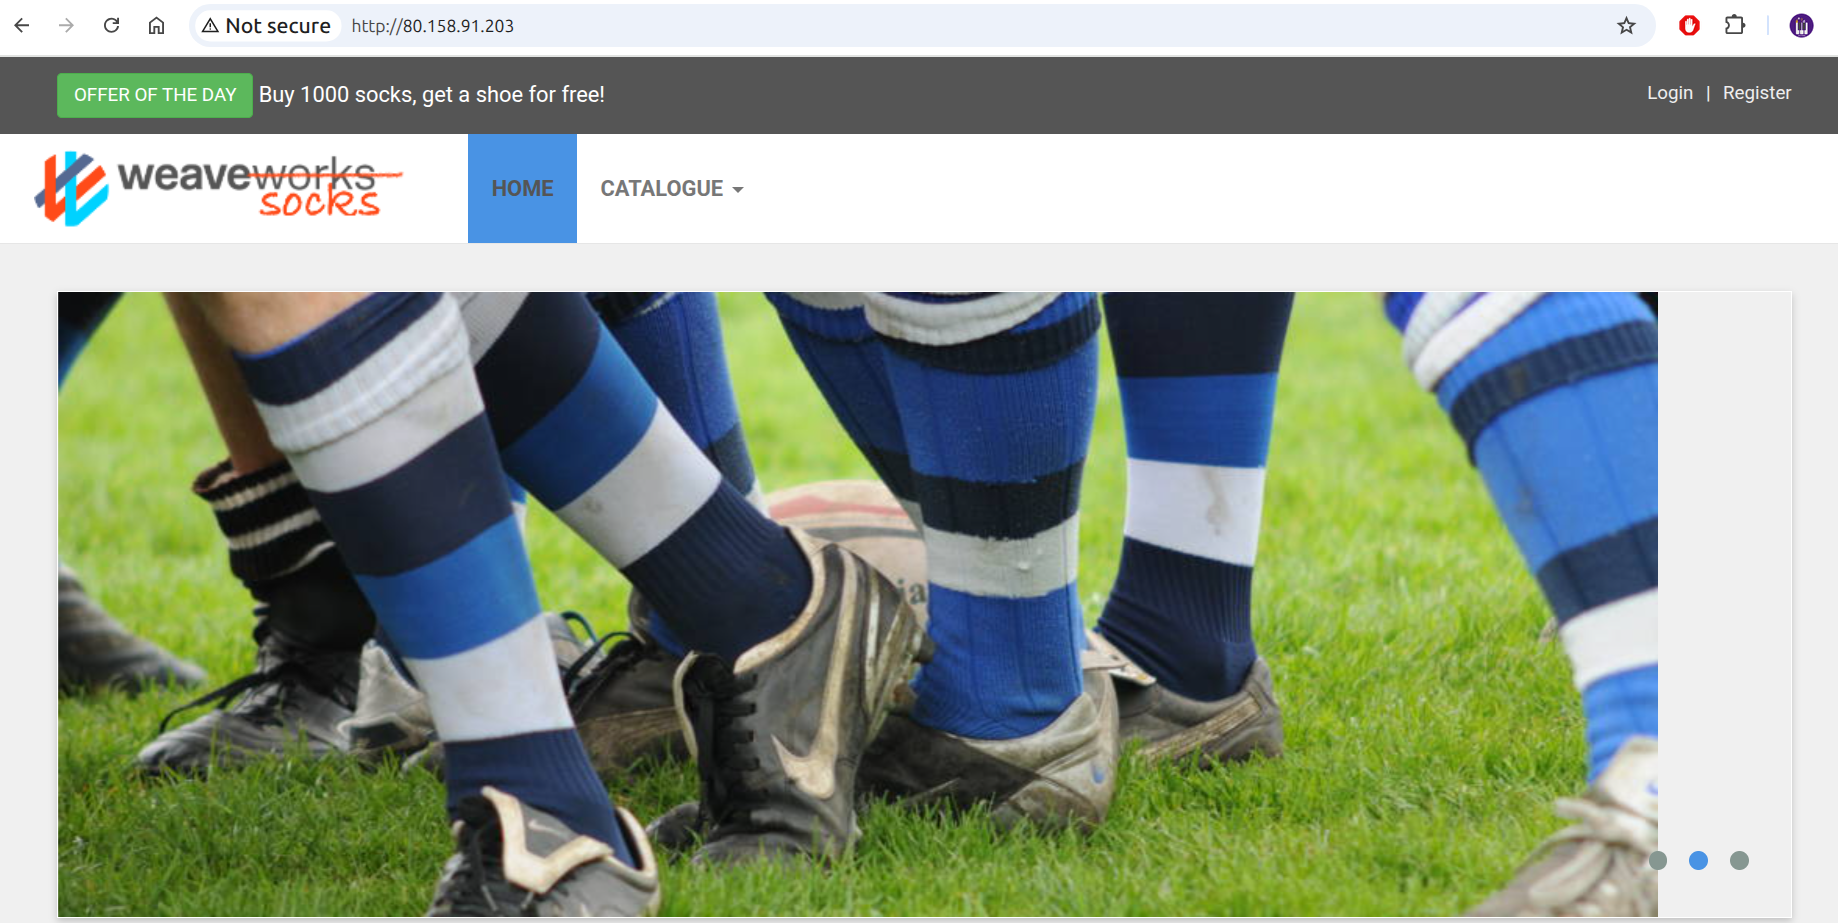 Not secure http://80.158.91.203
OFFER OF THE DAY Buy 1000 socks, get a shoe for free!
Login | Register
weaveworks
socks
HOME CATALOGUE